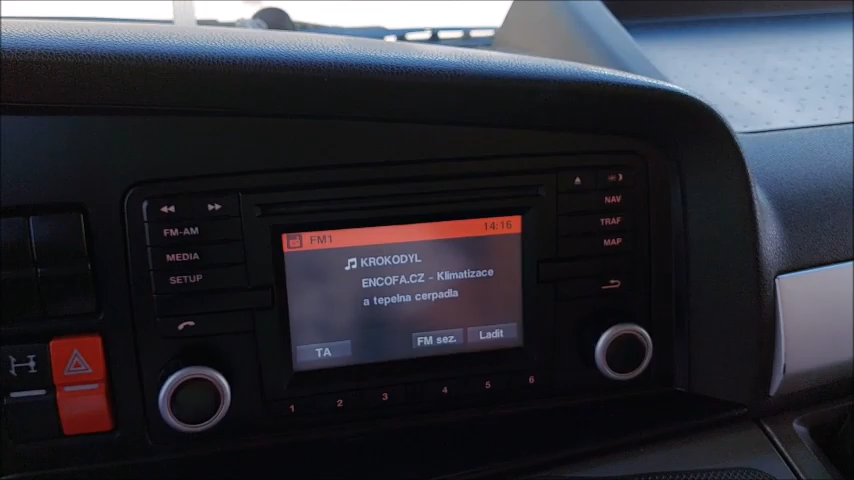 FM1 14:16
KROKODYL
ENCOFA.CZ - Klimatizace
a tepelna cerpadla
TA FM sez. Ladit
FM-AM
MEDIA
SETUP
NAV
TRAF
MAP
1 2 3 4 5 6